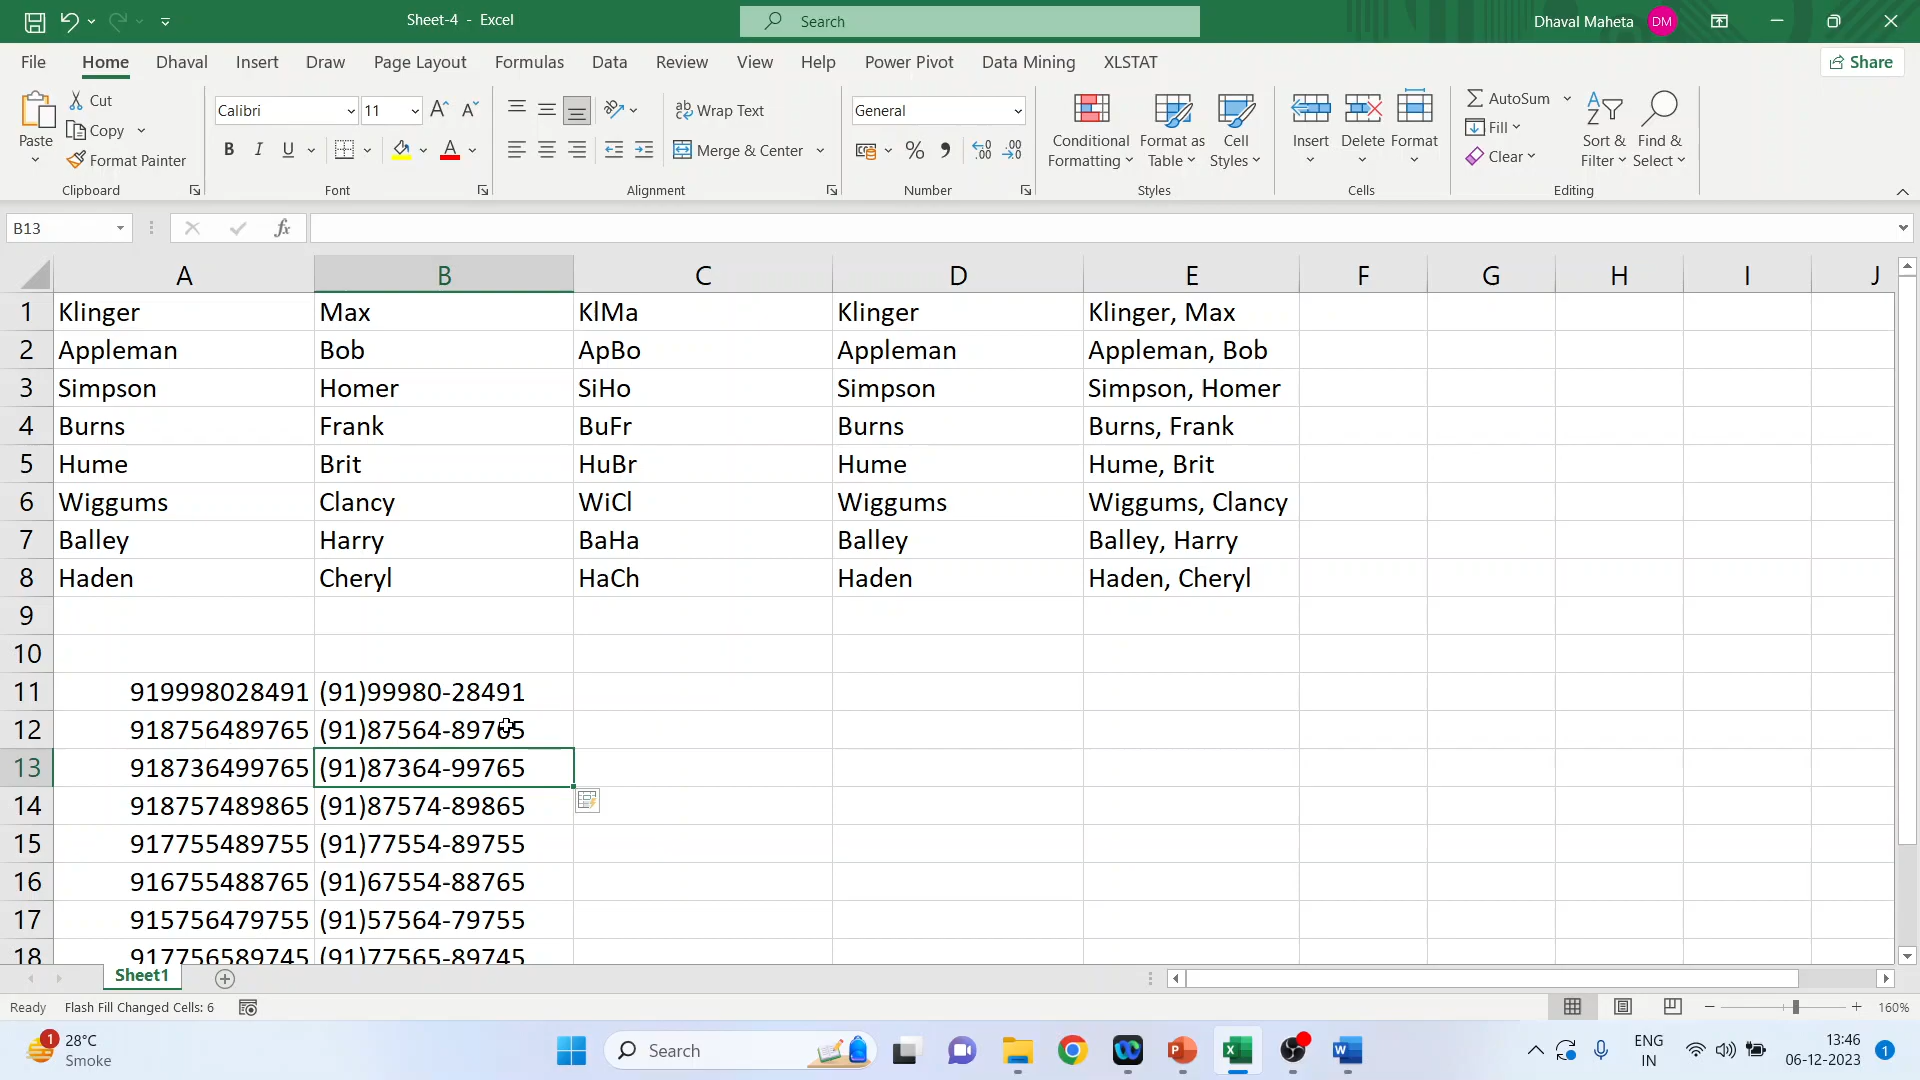 Sheet-4 - Excel
Search
Dhaval Maheta
DM
File Home Dhaval Insert Draw Page Layout Formulas Data Review View Help Power Pivot Data Mining XLSTAT
Share
Paste
Cut
Copy
Format Painter
Clipboard
Calibri 11
B I U
Font
Wrap Text
Merge & Center
Alignment
General
Number
Conditional Formatting
Format as Table
Cell Styles
Styles
Insert
Delete
Format
Cells
AutoSum
Fill
Clear
Sort & Filter
Find & Select
Editing
B13
fx
A B C D E F G H I J
1 Klinger Max KlMa Klinger Klinger, Max
2 Appleman Bob ApBo Appleman Appleman, Bob
3 Simpson Homer SiHo Simpson Simpson, Homer
4 Burns Frank BuFr Burns Burns, Frank
5 Hume Brit HuBr Hume Hume, Brit
6 Wiggums Clancy WiCl Wiggums Wiggums, Clancy
7 Balley Harry BaHa Balley Balley, Harry
8 Haden Cheryl HaCh Haden Haden, Cheryl
9
10
11 919998028491 (91)99980-28491
12 918756489765 (91)87564-89765
13 918736499765 (91)87364-99765
14 918757489865 (91)87574-89865
15 917755489755 (91)77554-89755
16 916755488765 (91)67554-88765
17 915756479755 (91)57564-79755
18 917756589745 (91)77565-89745
Sheet1
Ready Flash Fill Changed Cells: 6
160%
1
28°C
Smoke
Search
ENG
IN
13:46
06-12-2023
1